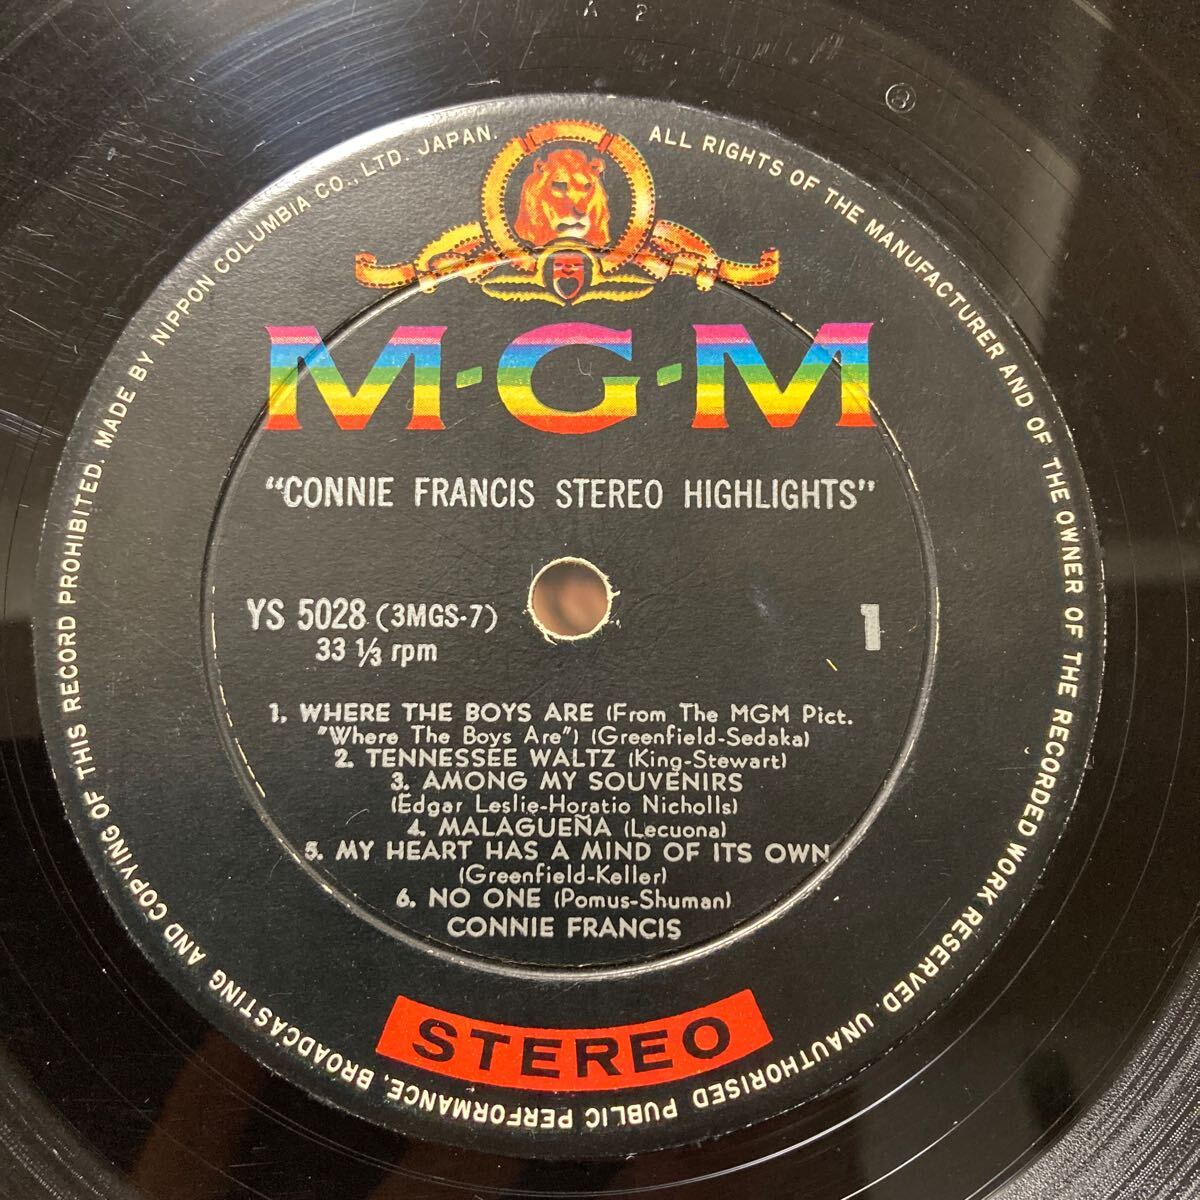 A 2
8
ALL RIGHTS OF THE MANUFACTURER AND OF THE OWNER OF THE RECORDED WORK RESERVED. UNAUTHORISED PUBLIC PERFORMANCE, BROADCASTING AND COPYING OF THIS RECORD PROHIBITED. MADE BY NIPPON COLUMBIA CO., LTD. JAPAN.
M-G-M
"CONNIE FRANCIS STEREO HIGHLIGHTS"
YS 5028 (3MGS-7)
33 1/3 rpm
1
1. WHERE THE BOYS ARE (From The MGM Pict.
"Where The Boys Are") (Greenfield-Sedaka)
2. TENNESSEE WALTZ (King-Stewart)
3. AMONG MY SOUVENIRS
(Edgar Leslie-Horatio Nicholls)
4. MALAGUEÑA (Lecuona)
5. MY HEART HAS A MIND OF ITS OWN
(Greenfield-Keller)
6. NO ONE (Pomus-Shuman)
CONNIE FRANCIS
STEREO